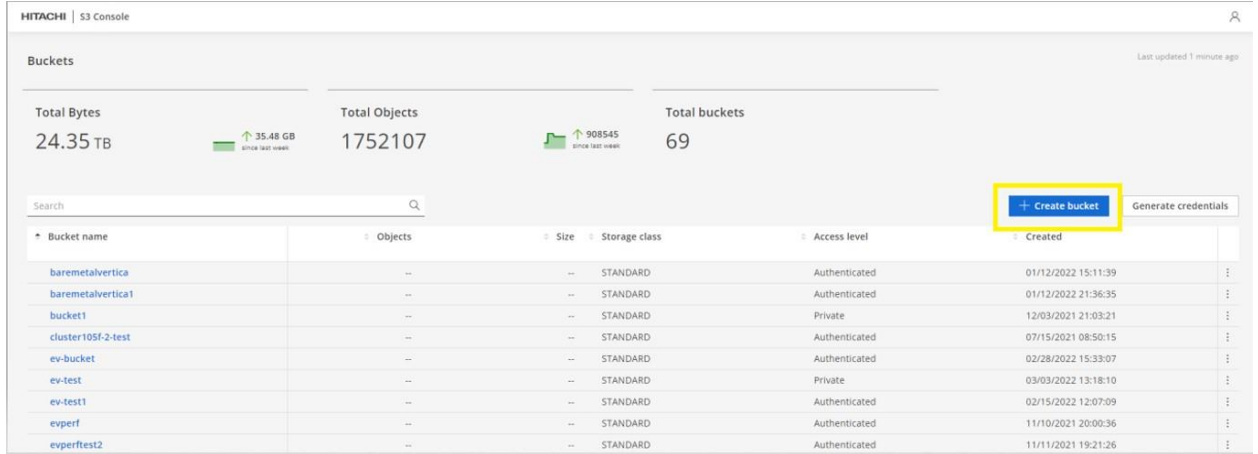 HITACHI | S3 Console
Buckets
Last updated 1 minute ago
Total Bytes
24.35 TB
35.48 GB
since last week
Total Objects
1752107
908545
since last week
Total buckets
69
Search
Create bucket
Generate credentials
Bucket name Objects Size Storage class Access level Created
baremetalvertica -- -- STANDARD Authenticated 01/12/2022 15:11:39
baremetalvertica1 -- -- STANDARD Authenticated 01/12/2022 21:36:35
bucket1 -- -- STANDARD Private 12/03/2021 21:03:21
cluster105f-2-test -- -- STANDARD Authenticated 07/15/2021 08:50:15
ev-bucket -- -- STANDARD Authenticated 02/28/2022 15:33:07
ev-test -- -- STANDARD Private 03/03/2022 13:18:10
ev-test1 -- -- STANDARD Authenticated 02/15/2022 12:07:09
evperf -- -- STANDARD Authenticated 11/10/2021 20:00:36
evperftest2 -- -- STANDARD Authenticated 11/11/2021 19:21:26